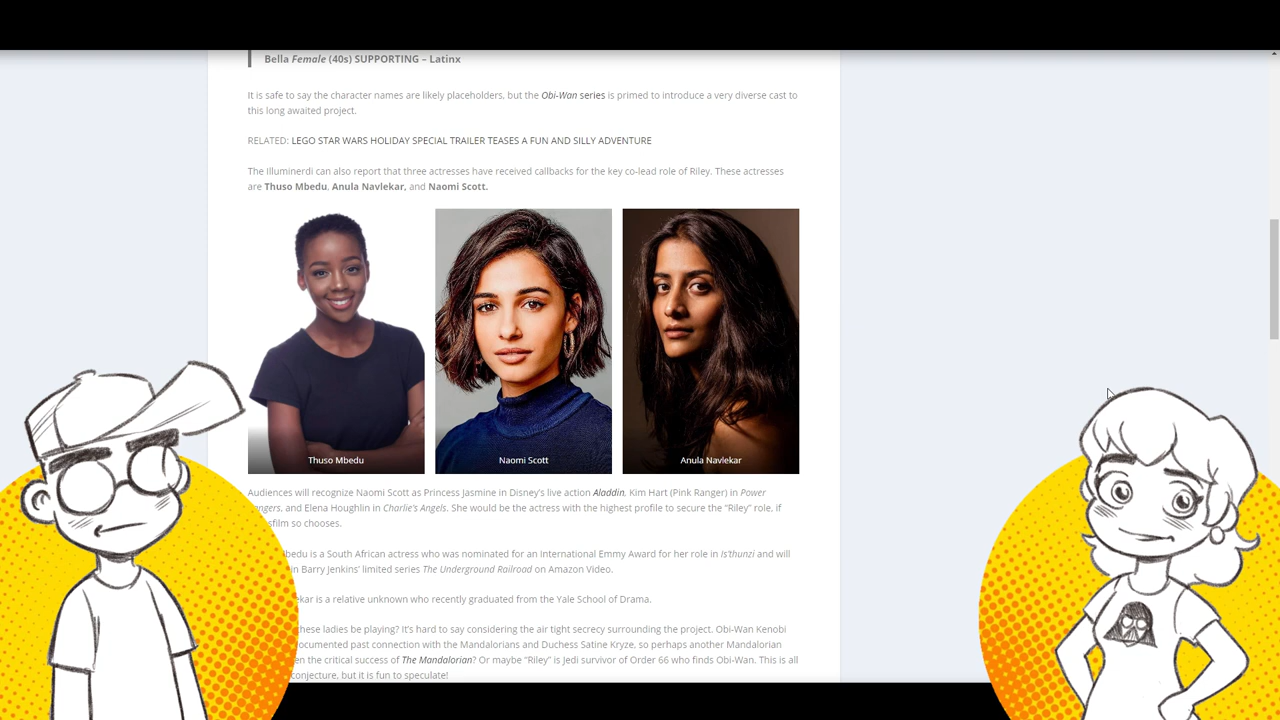 Bella Female (40s) SUPPORTING – Latinx
It is safe to say the character names are likely placeholders, but the Obi-Wan series is primed to introduce a very diverse cast to
this long awaited project.
RELATED: LEGO STAR WARS HOLIDAY SPECIAL TRAILER TEASES A FUN AND SILLY ADVENTURE
The Illuminerdi can also report that three actresses have received callbacks for the key co-lead role of Riley. These actresses
are Thuso Mbedu, Anula Navlekar, and Naomi Scott.
Thuso Mbedu
Naomi Scott
Anula Navlekar
Audiences will recognize Naomi Scott as Princess Jasmine in Disney's live action Aladdin, Kim Hart (Pink Ranger) in Power
and Elena Houghlin in Charlie's Angels. She would be the actress with the highest profile to secure the "Riley" role, if
so chooses.
is a South African actress who was nominated for an International Emmy Award for her role in Is'thunzi and will
in Barry Jenkins' limited series The Underground Railroad on Amazon Video.
is a relative unknown who recently graduated from the Yale School of Drama.
these ladies be playing? It's hard to say considering the air tight secrecy surrounding the project. Obi-Wan Kenobi
past connection with the Mandalorians and Duchess Satine Kryze, so perhaps another Mandalorian
the critical success of The Mandalorian? Or maybe "Riley" is Jedi survivor of Order 66 who finds Obi-Wan. This is all
conjecture, but it is fun to speculate!